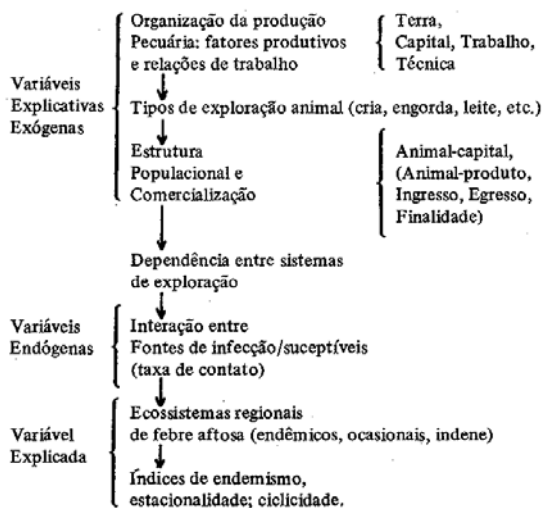 Organização da produção
Pecuária: fatores produtivos
e relações de trabalho
Terra,
Capital, Trabalho,
Técnica
Variáveis
Explicativas
Exógenas
Tipos de exploração animal (cria, engorda, leite, etc.)
Estrutura
Populacional e
Comercialização
Animal-capital,
(Animal-produto,
Ingresso, Egresso,
Finalidade)
Dependência entre sistemas
de exploração
Variáveis
Endógenas
Interação entre
Fontes de infecção/suceptíveis
(taxa de contato)
Variável
Explicada
Ecossistemas regionais
de febre aftosa (endêmicos, ocasionais, indene)
Índices de endemismo,
estacionalidade; ciclicidade.